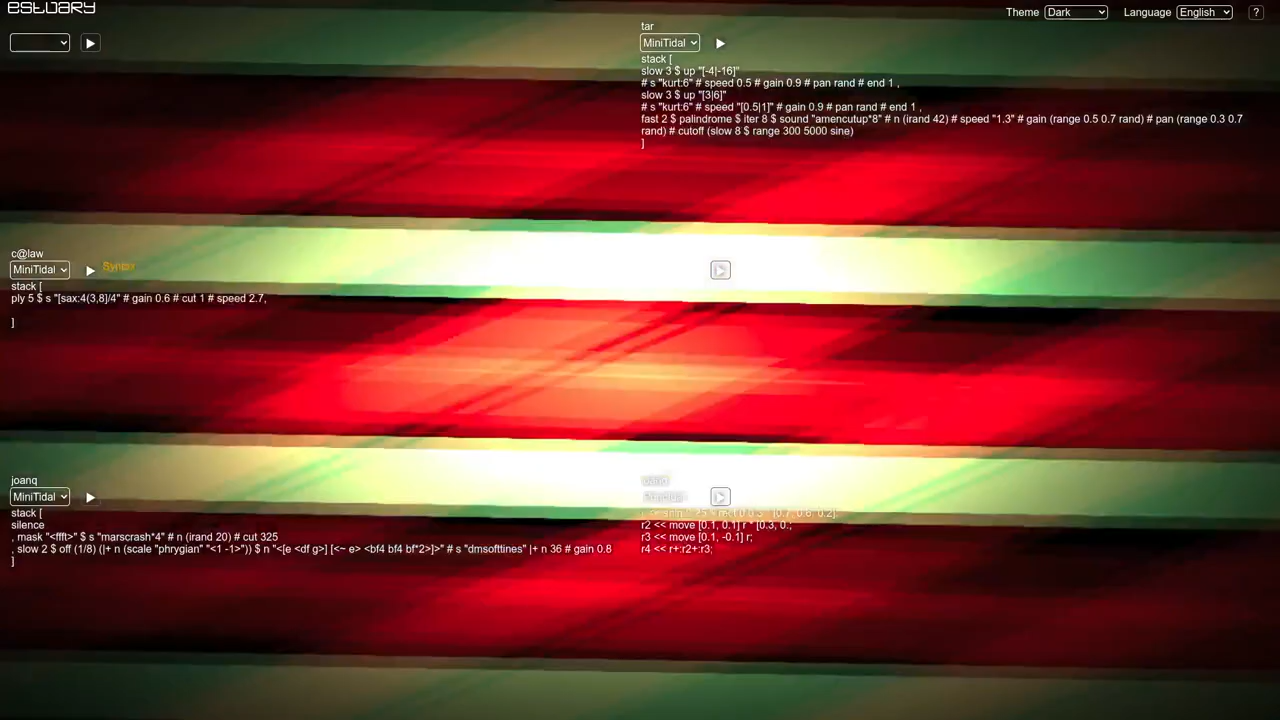 estuary
Theme Dark Language English ?
tar
MiniTidal
stack [
slow 3 $ up "[-4|-16]"
# s "kurt:6" # speed 0.5 # gain 0.9 # pan rand # end 1 ,
slow 3 $ up "[3|6]"
# s "kurt:6" # speed "[0.5|1]" # gain 0.9 # pan rand # end 1 ,
fast 2 $ palindrome $ iter 8 $ sound "amencutup*8" # n (irand 42) # speed "1.3" # gain (range 0.5 0.7 rand) # pan (range 0.3 0.7
rand) # cutoff (slow 8 $ range 300 5000 sine)
]
c@law
MiniTidal Syntax
stack [
ply 5 $ s "[sax:4(3,8]/4" # gain 0.6 # cut 1 # speed 2.7,
]
joanq
MiniTidal
stack [
silence
, mask "<ffft>" $ s "marscrash*4" # n (irand 20) # cut 325
, slow 2 $ off (1/8) (|+ n (scale "phrygian" "<1 -1>")) $ n "<[e <df g>] [<~ e> <bf4 bf4 bf*2>]>" # s "dmsoftines" |+ n 36 # gain 0.8
]
joanq
Punctual
r2 << move [0.1, 0.1] r * [0.3, 0.;
r3 << move [0.1, -0.1] r;
r4 << r+:r2+:r3;